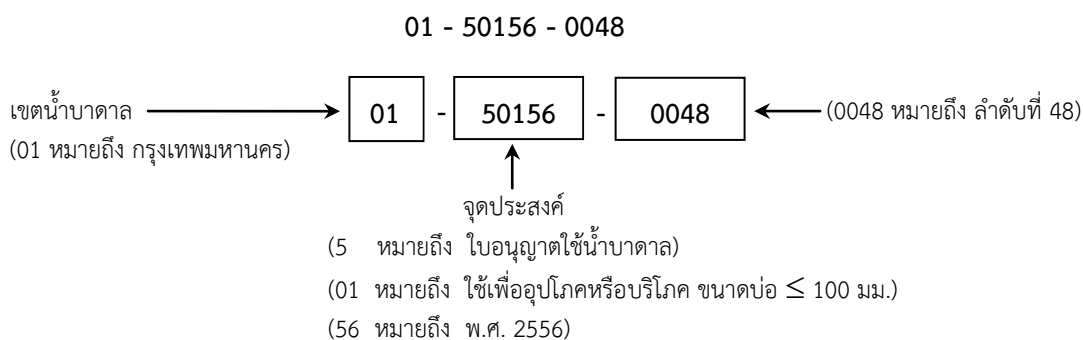 01 - 50156 - 0048
เขตน้ำบาดาล 01 - 50156 - 0048 (0048 หมายถึง ลำดับที่ 48)
(01 หมายถึง กรุงเทพมหานคร)
จุดประสงค์
(5 หมายถึง ใบอนุญาตใช้น้ำบาดาล)
(01 หมายถึง ใช้เพื่ออุปโภคหรือบริโภค ขนาดบ่อ ≤ 100 มม.)
(56 หมายถึง พ.ศ. 2556)